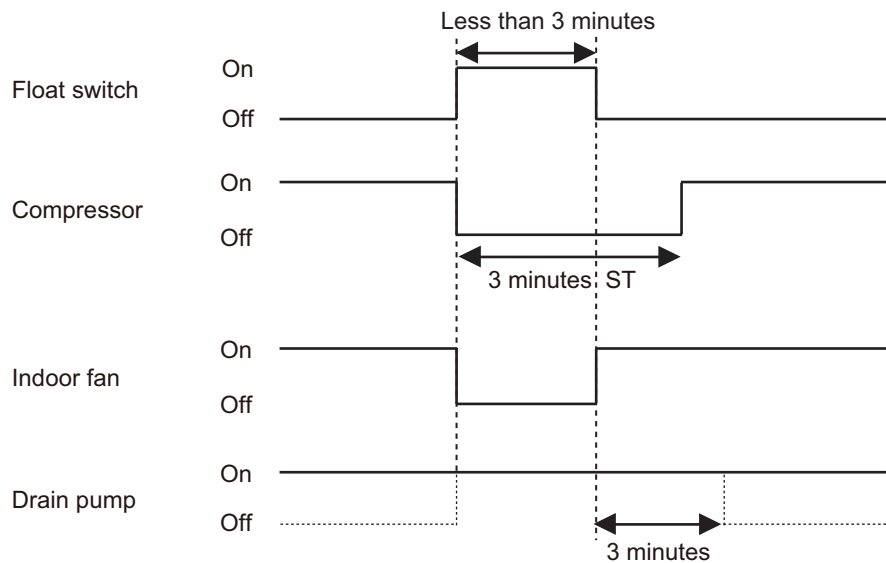 Less than 3 minutes
Float switch
On
Off
Compressor
On
Off
3 minutes ST
Indoor fan
On
Off
Drain pump
On
Off
3 minutes